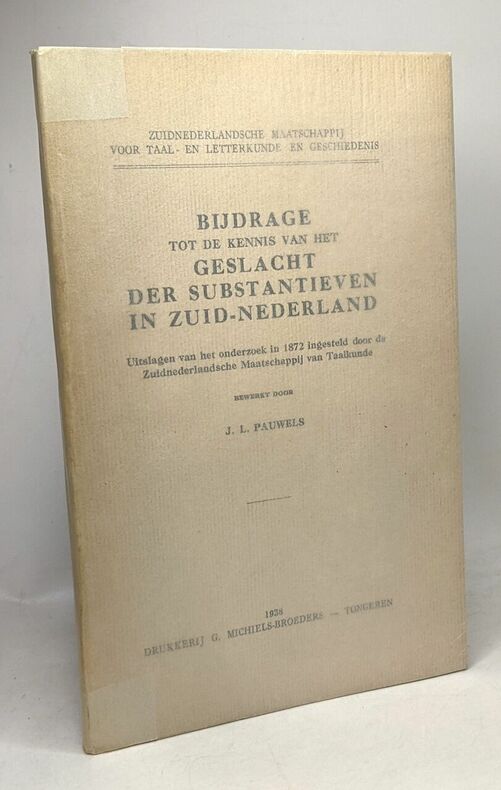 ZUIDNEDERLANDSCHE MAATSCHAPPIJ
VOOR TAAL- EN LETTERKUNDE EN GESCHIEDENIS
BIJDRAGE
TOT DE KENNIS VAN HET
GESLACHT
DER SUBSTANTIEVEN
IN ZUID-NEDERLAND
Uitslagen van het onderzoek in 1872 ingesteld door de
Zuidnederlandsche Maatschappij van Taalkunde
BEWERKT DOOR
J. L. PAUWELS
1938
DRUKKERIJ G. MICHIELS-BROEDERS — TONGEREN